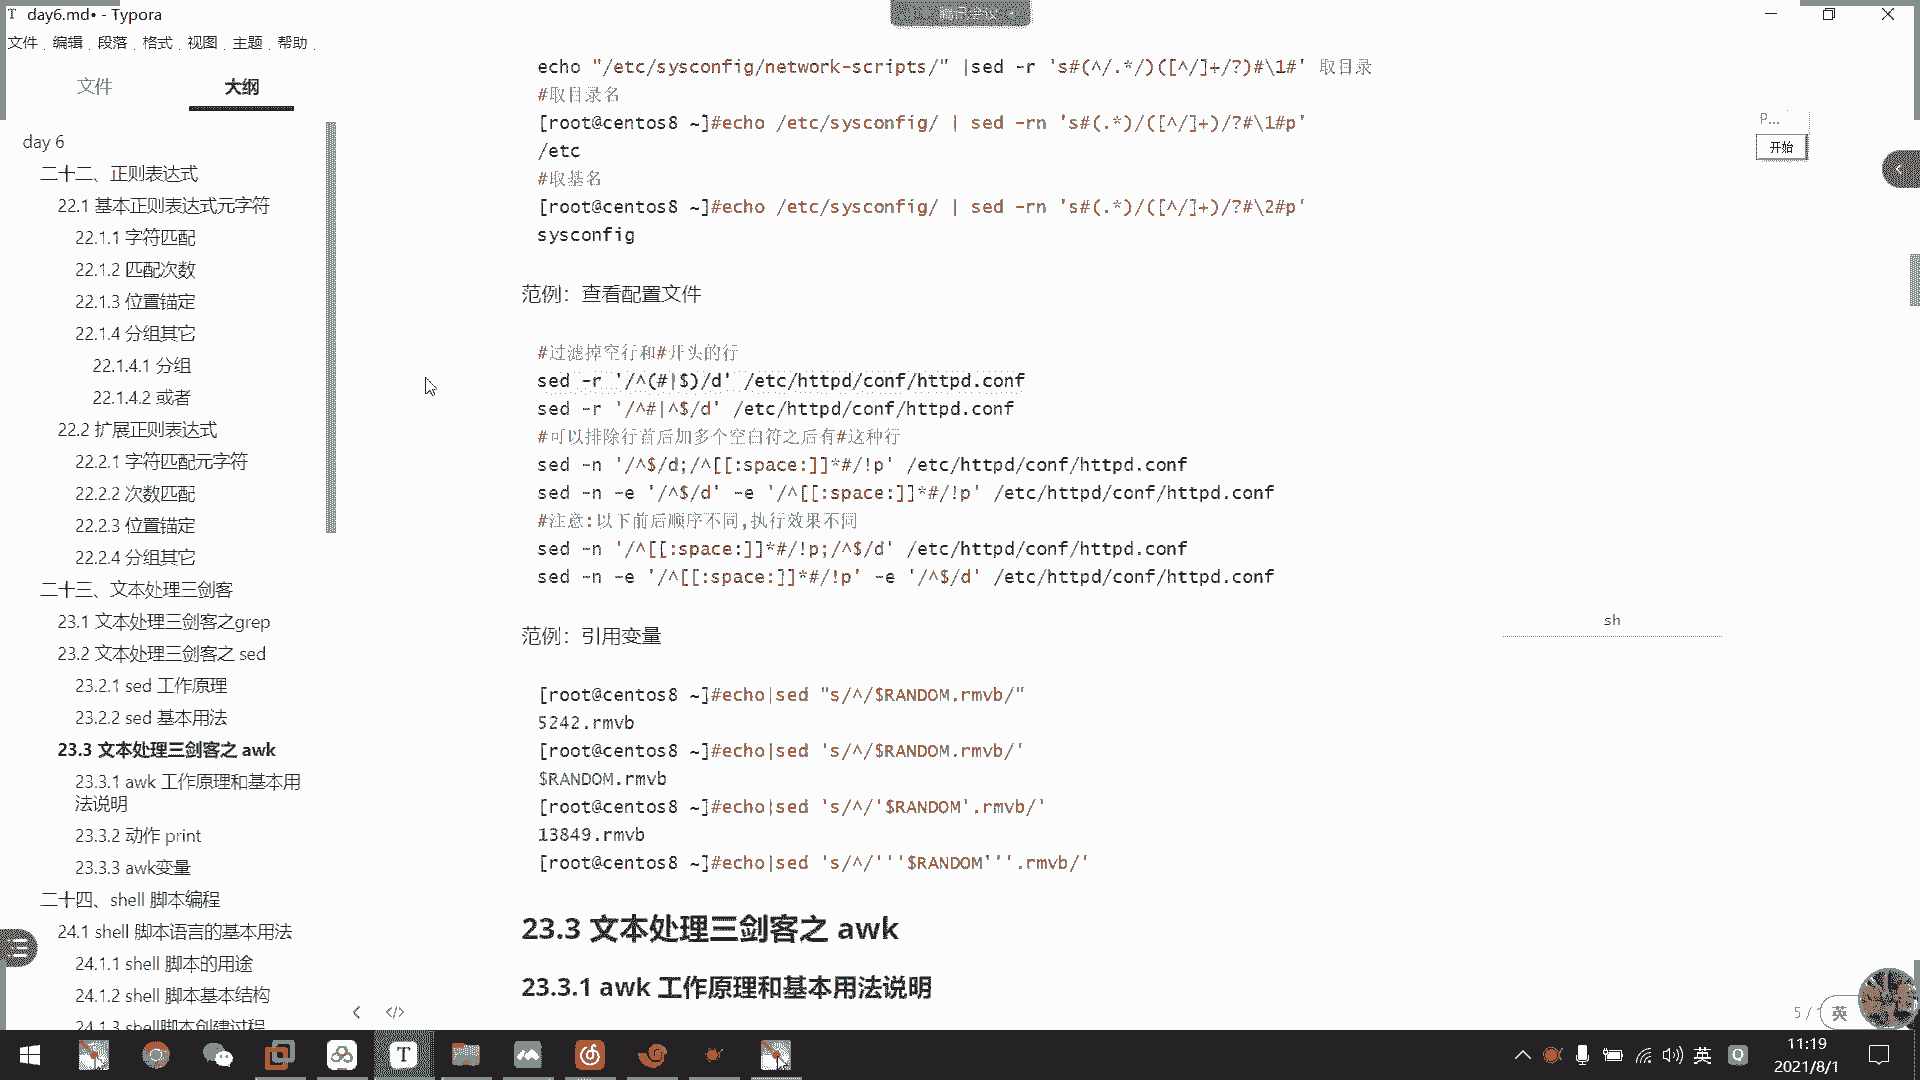 day6.md• - Typora
文件 编辑 段落 格式 视图 主题 帮助
文件 大纲
day 6
二十二、正则表达式
22.1 基本正则表达式元字符
22.1.1 字符匹配
22.1.2 匹配次数
22.1.3 位置锚定
22.1.4 分组其它
22.1.4.1 分组
22.1.4.2 或者
22.2 扩展正则表达式
22.2.1 字符匹配元字符
22.2.2 次数匹配
22.2.3 位置锚定
22.2.4 分组其它
二十三、文本处理三剑客
23.1 文本处理三剑客之grep
23.2 文本处理三剑客之 sed
23.2.1 sed 工作原理
23.2.2 sed 基本用法
23.3 文本处理三剑客之 awk
23.3.1 awk 工作原理和基本用
法说明
23.3.2 动作 print
23.3.3 awk变量
二十四、shell 脚本编程
24.1 shell 脚本语言的基本用法
24.1.1 shell 脚本的用途
24.1.2 shell 脚本基本结构
24.1.3 shell脚本创建过程
echo "/etc/sysconfig/network-scripts/" |sed -r 's#(^/.*/)([^/]+/?)#\1#' 取目录
#取目录名
[root@centos8 ~]#echo /etc/sysconfig/ | sed -rn 's#(.*)/([^/]+)/?#\1#p'
/etc
#取基名
[root@centos8 ~]#echo /etc/sysconfig/ | sed -rn 's#(.*)/([^/]+)/?#\2#p'
sysconfig
范例：查看配置文件
#过滤掉空行和#开头的行
sed -r '/^(#|$)/d' /etc/httpd/conf/httpd.conf
sed -r '/^#|^$/d' /etc/httpd/conf/httpd.conf
#可以排除行首后加多个空白符之后有#这种行
sed -n '/^$/d;/^[[:space:]]*#/!p' /etc/httpd/conf/httpd.conf
sed -n -e '/^$/d' -e '/^[[:space:]]*#/!p' /etc/httpd/conf/httpd.conf
#注意:以下前后顺序不同,执行效果不同
sed -n '/^[[:space:]]*#/!p;/^$/d' /etc/httpd/conf/httpd.conf
sed -n -e '/^[[:space:]]*#/!p' -e '/^$/d' /etc/httpd/conf/httpd.conf
范例：引用变量
[root@centos8 ~]#echo|sed "s/^/$RANDOM.rmvb/"
5242.rmvb
[root@centos8 ~]#echo|sed 's/^/$RANDOM.rmvb/'
$RANDOM.rmvb
[root@centos8 ~]#echo|sed 's/^/'$RANDOM'.rmvb/'
13849.rmvb
[root@centos8 ~]#echo|sed 's/^/'''$RANDOM'''.rmvb/'
23.3 文本处理三剑客之 awk
23.3.1 awk 工作原理和基本用法说明
P...
开始
sh
5 /
英
英
11:19
2021/8/1